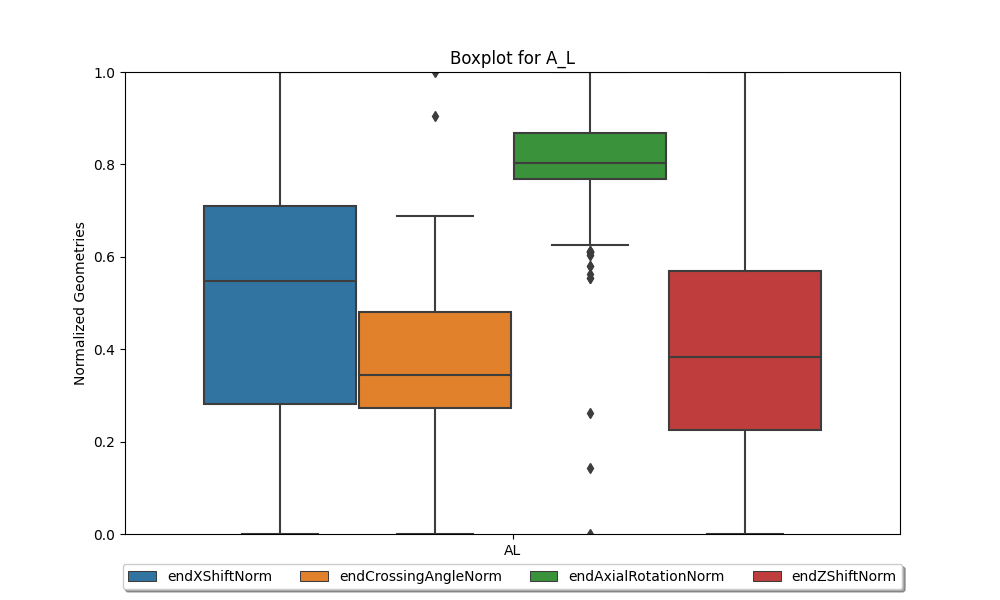 Boxplot for A_L
Normalized Geometries
1.0
0.8
0.6
0.4
0.2
0.0
AL
endXShiftNorm endCrossingAngleNorm endAxialRotationNorm endZShiftNorm